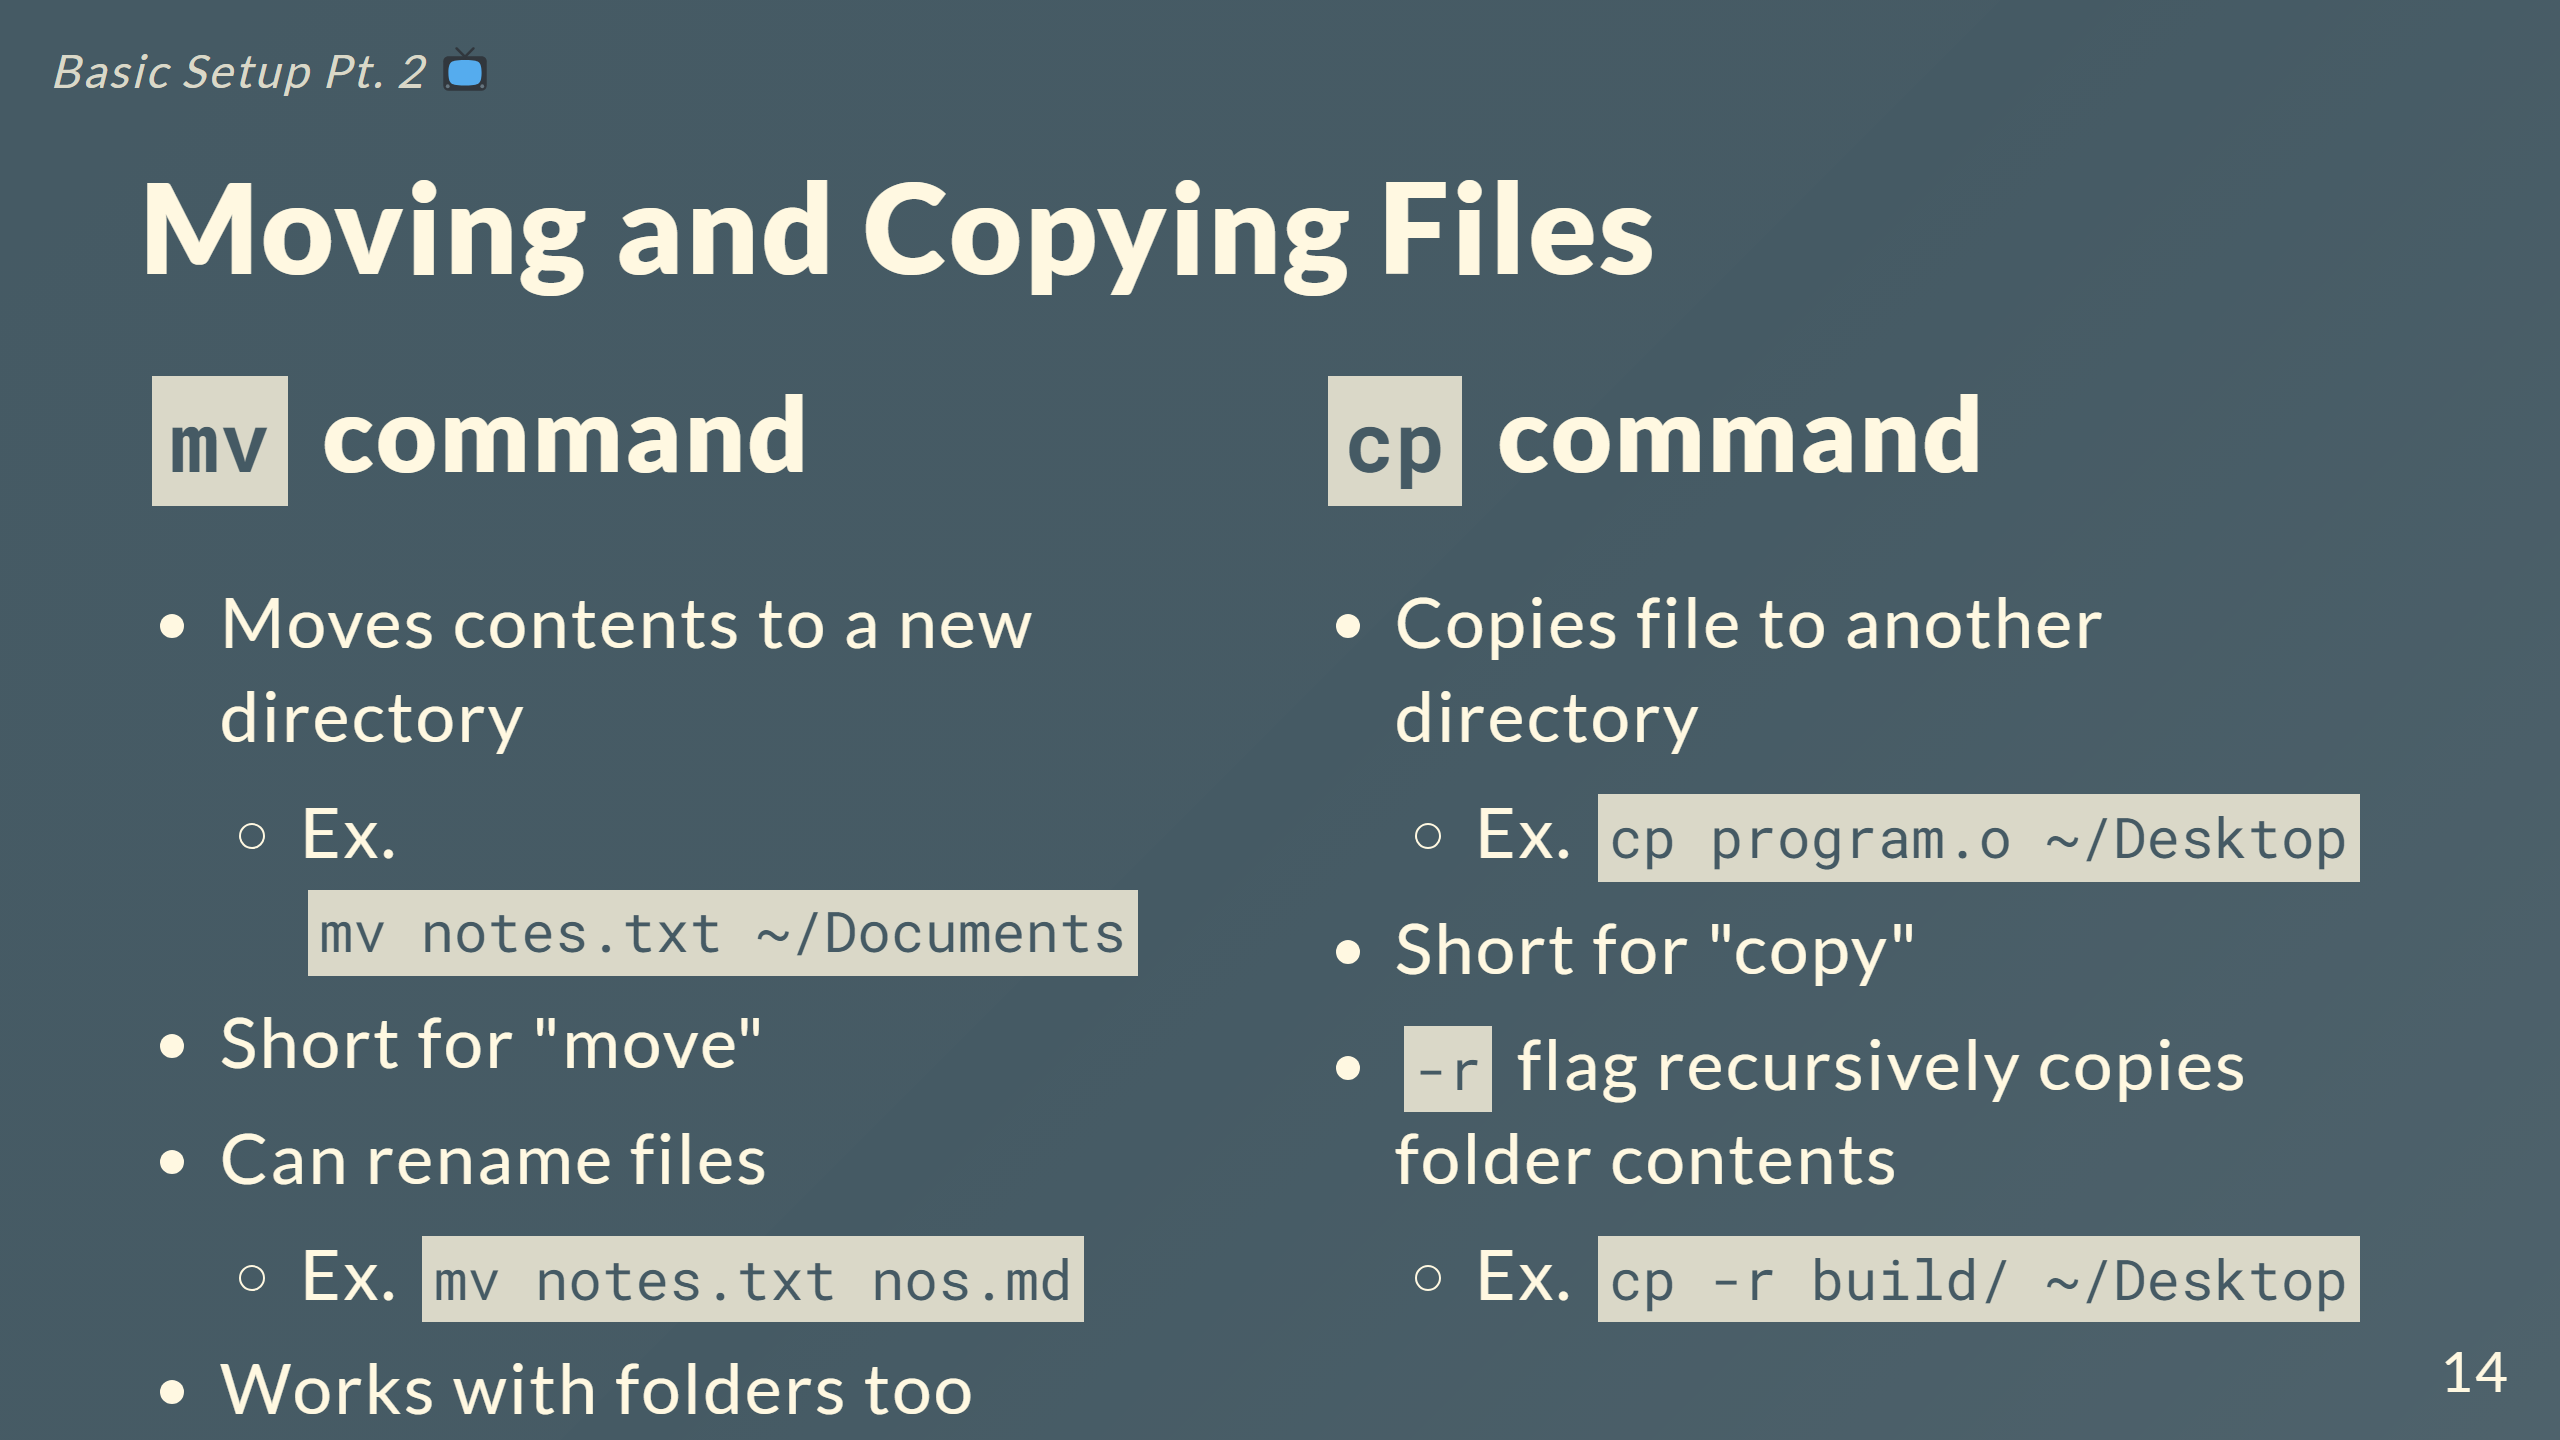 Basic Setup Pt. 2 📺
Moving and Copying Files
mv command
• Moves contents to a new
directory
○ Ex.
mv notes.txt ~/Documents
• Short for "move"
• Can rename files
○ Ex. mv notes.txt nos.md
• Works with folders too
cp command
• Copies file to another
directory
○ Ex. cp program.o ~/Desktop
• Short for "copy"
• -r flag recursively copies
folder contents
○ Ex. cp -r build/ ~/Desktop
14